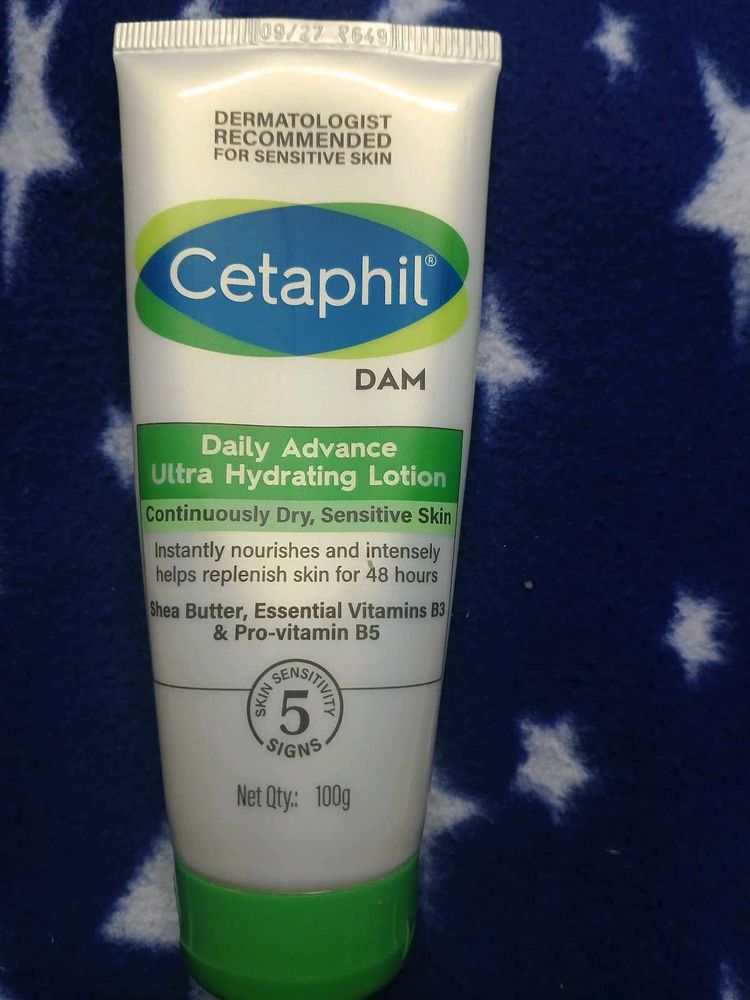 09/27 ₹649
DERMATOLOGIST
RECOMMENDED
FOR SENSITIVE SKIN
Cetaphil®
DAM
Daily Advance
Ultra Hydrating Lotion
Continuously Dry, Sensitive Skin
Instantly nourishes and intensely
helps replenish skin for 48 hours
Shea Butter, Essential Vitamins B3
& Pro-vitamin B5
SKIN SENSITIVITY
5
SIGNS
Net Qty.: 100g